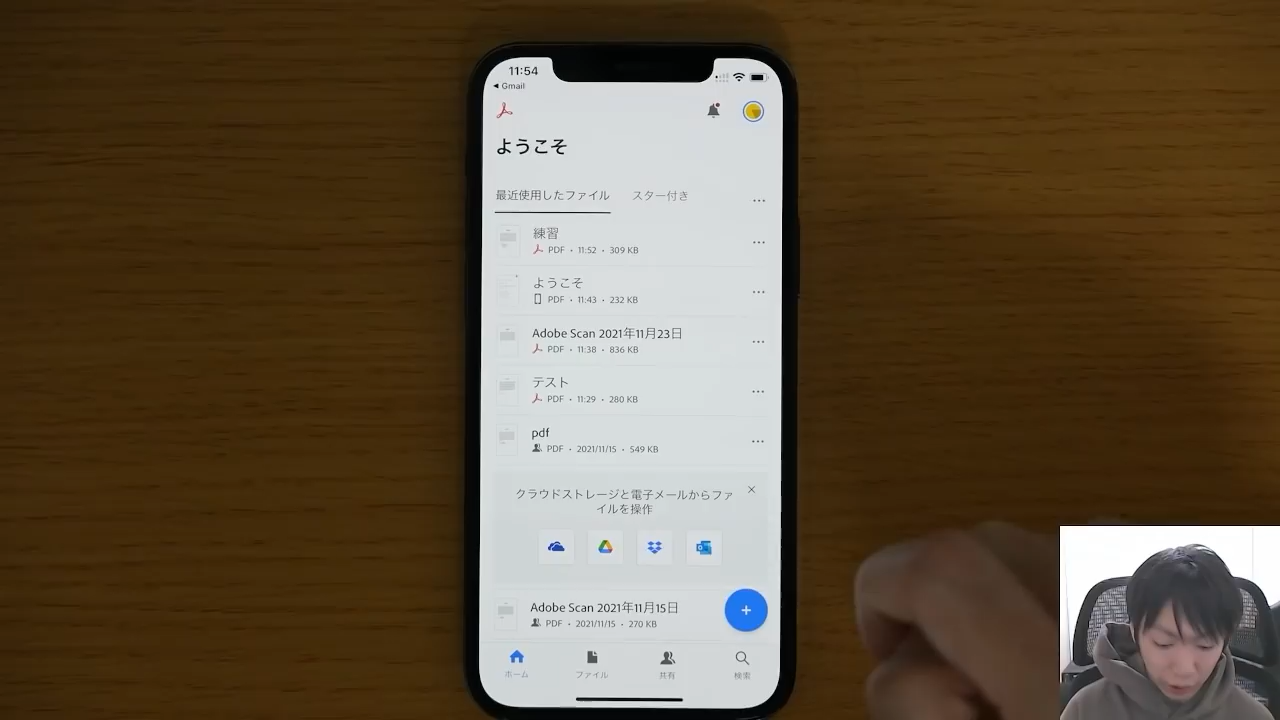 11:54
◀ Gmail
ようこそ
最近使用したファイル
スター付き
練習
PDF・11:52・309 KB
ようこそ
PDF・11:43・232 KB
Adobe Scan 2021年11月23日
PDF・11:38・836 KB
テスト
PDF・11:29・280 KB
pdf
PDF・2021/11/15・549 KB
クラウドストレージと電子メールからファ
イルを操作
Adobe Scan 2021年11月15日
PDF・2021/11/15・270 KB
ホーム
ファイル
共有
検索